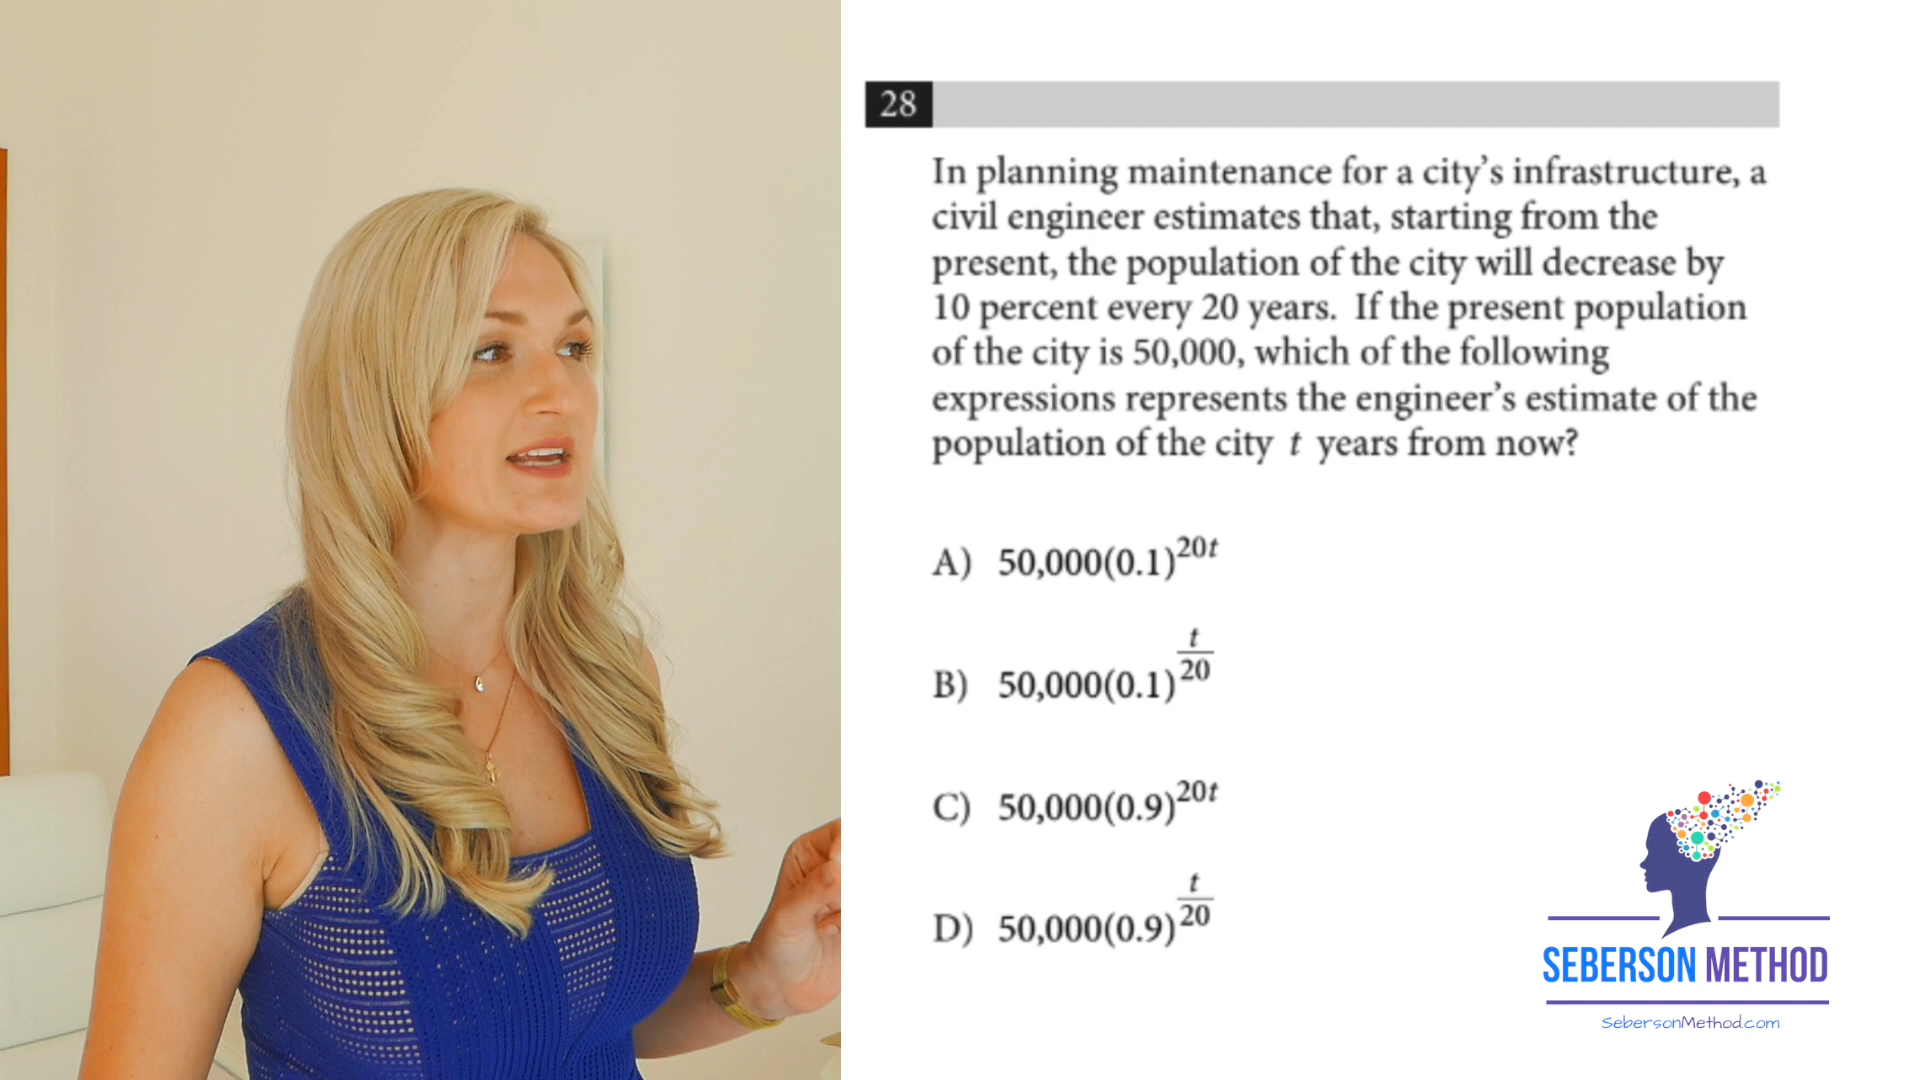 28
In planning maintenance for a city's infrastructure, a
civil engineer estimates that, starting from the
present, the population of the city will decrease by
10 percent every 20 years. If the present population
of the city is 50,000, which of the following
expressions represents the engineer's estimate of the
population of the city t years from now?
A) 50,000(0.1)^{20t}
B) 50,000(0.1)^{\frac{t}{20}}
C) 50,000(0.9)^{20t}
D) 50,000(0.9)^{\frac{t}{20}}
SEBERSON METHOD
SebersonMethod.com